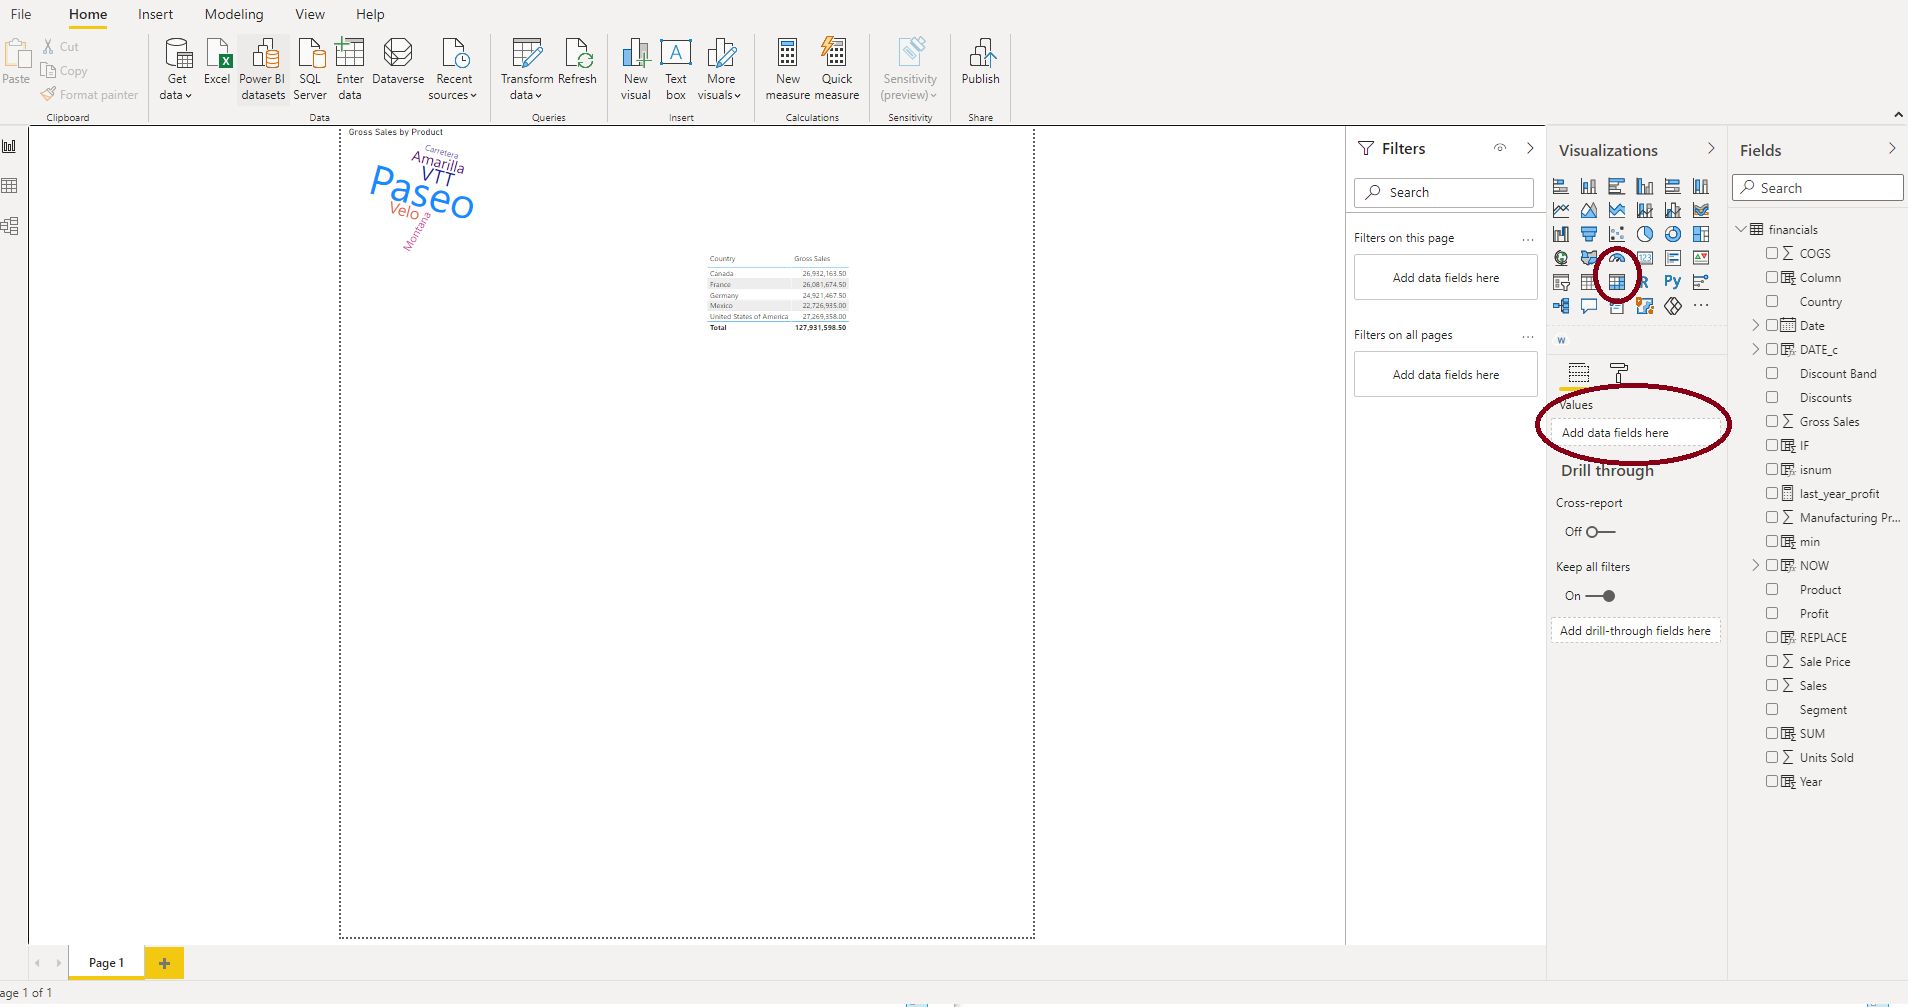 File Home Insert Modeling View Help
Paste
Cut
Copy
Format painter
Clipboard
Get data
Excel
Power BI datasets
SQL Server
Enter data
Dataverse
Recent sources
Data
Transform data
Refresh
Queries
New visual
Text box
More visuals
Insert
New measure
Quick measure
Calculations
Sensitivity (preview)
Sensitivity
Publish
Share
Gross Sales by Product
Carretera
Amarilla
VTT
Paseo
Velo
Montana
Country Gross Sales
Canada 26,932,163.50
France 26,081,674.50
Germany 24,921,467.50
Mexico 22,726,935.00
United States of America 27,269,358.00
Total 127,931,598.50
Filters
Search
Filters on this page ...
Add data fields here
Filters on all pages ...
Add data fields here
Visualizations
123
R
Py
...
W
Values
Add data fields here
Drill through
Cross-report
Off
Keep all filters
On
Add drill-through fields here
Fields
Search
financials
COGS
Column
Country
Date
DATE_c
Discount Band
Discounts
Gross Sales
IF
isnum
last_year_profit
Manufacturing Pr...
min
NOW
Product
Profit
REPLACE
Sale Price
Sales
Segment
SUM
Units Sold
Year
Page 1
age 1 of 1